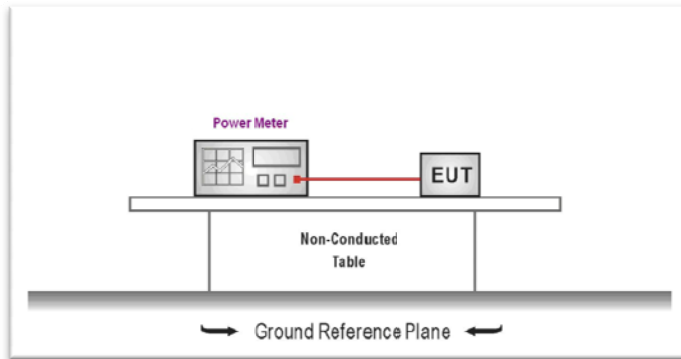 Power Meter
EUT
Non-Conducted
Table
Ground Reference Plane